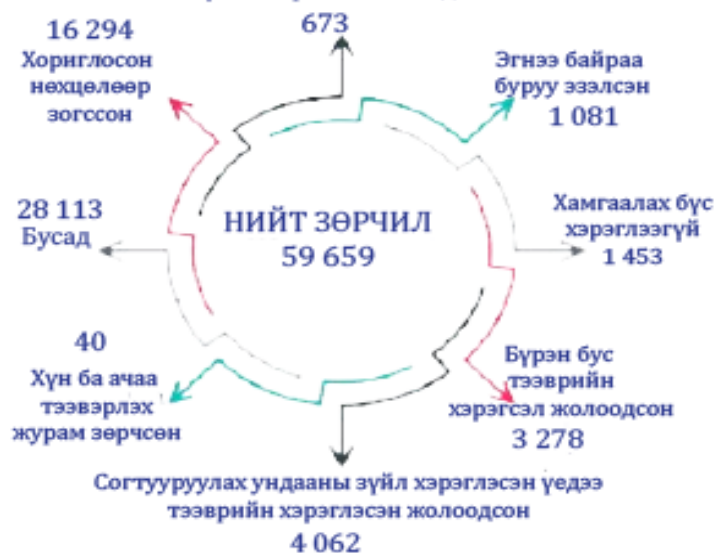 673
16 294
Хориглосон
нөхцөлөөр
зогссон
Эгнээ байраа
буруу эзэлсэн
1 081
28 113
Бусад
НИЙТ ЗӨРЧИЛ
59 659
Хамгаалах бүс
хэрэглээгүй
1 453
40
Хүн ба ачаа
тээвэрлэх
журам зөрчсөн
Бүрэн бус
тээврийн
хэрэгсэл жолоодсон
3 278
Согтууруулах ундааны зүйл хэрэглэсэн үедээ
тээврийн хэрэглэсэн жолоодсон
4 062